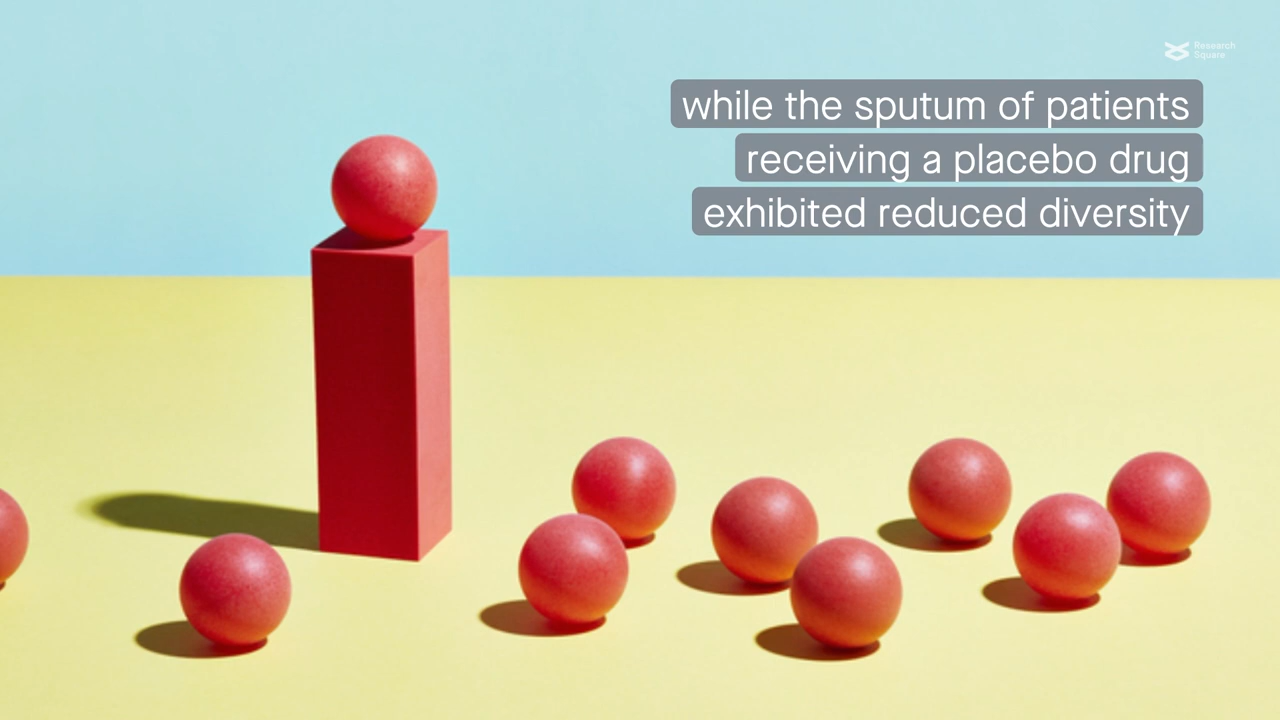 Research
Square
while the sputum of patients
receiving a placebo drug
exhibited reduced diversity